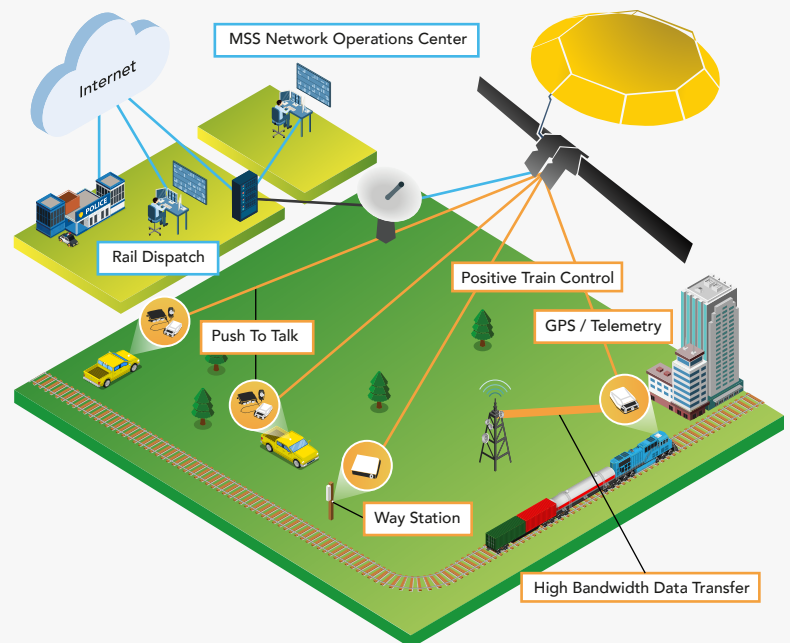 MSS Network Operations Center
Internet
POLICE
Rail Dispatch
Positive Train Control
Push To Talk
GPS / Telemetry
Way Station
High Bandwidth Data Transfer